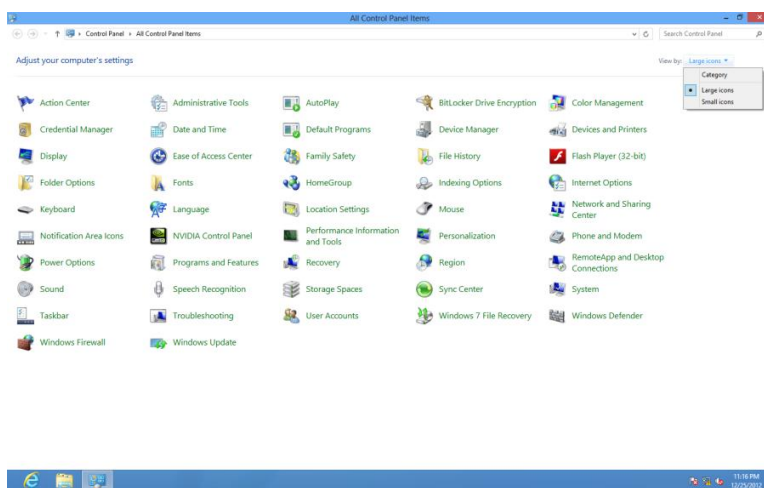 All Control Panel Items
Control Panel All Control Panel Items
Search Control Panel
Adjust your computer's settings
View by: Large icons
Category
Large icons
Small icons
Action Center Administrative Tools AutoPlay BitLocker Drive Encryption Color Management
Credential Manager Date and Time Default Programs Device Manager Devices and Printers
Display Ease of Access Center Family Safety File History Flash Player (32-bit)
Folder Options Fonts HomeGroup Indexing Options Internet Options
Keyboard Language Location Settings Mouse Network and Sharing
Center
Notification Area Icons NVIDIA Control Panel Performance Information
and Tools
Personalization Phone and Modem
Power Options Programs and Features Recovery Region RemoteApp and Desktop
Connections
Sound Speech Recognition Storage Spaces Sync Center System
Taskbar Troubleshooting User Accounts Windows 7 File Recovery Windows Defender
Windows Firewall Windows Update
11:16 PM
12/25/2012